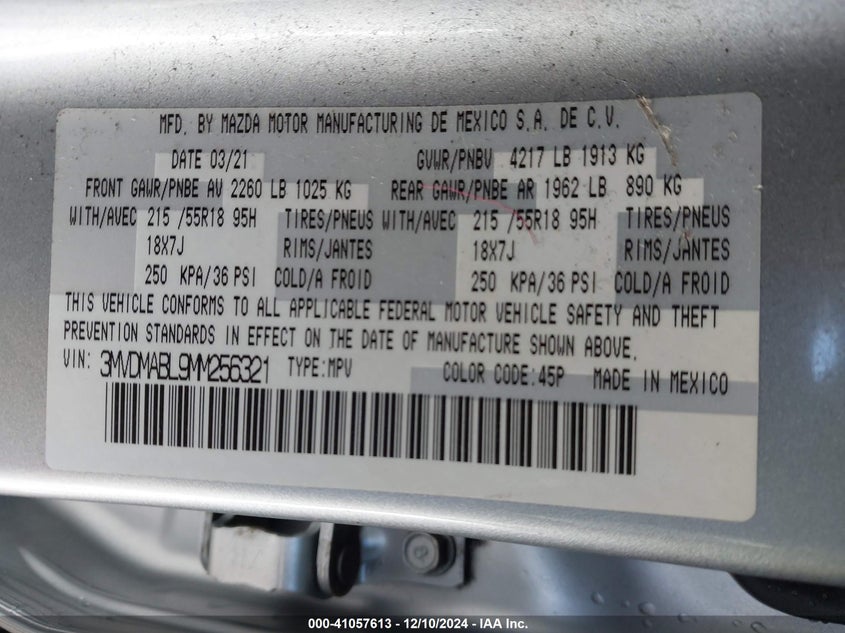 MFD. BY MAZDA MOTOR MANUFACTURING DE MEXICO S.A. DE C.V.
DATE 03/21 GVWR/PNBV 4217 LB 1913 KG
FRONT GAWR/PNBE AV 2260 LB 1025 KG REAR GAWR/PNBE AR 1962 LB 890 KG
WITH/AVEC 215 /55R18 95H TIRES/PNEUS WITH/AVEC 215 /55R18 95H TIRES/PNEUS
18X7J RIMS/JANTES 18X7J RIMS/JANTES
250 KPA/36 PSI COLD/A FROID 250 KPA/36 PSI COLD/A FROID
THIS VEHICLE CONFORMS TO ALL APPLICABLE FEDERAL MOTOR VEHICLE SAFETY AND THEFT
PREVENTION STANDARDS IN EFFECT ON THE DATE OF MANUFACTURE SHOWN ABOVE.
VIN: 3MVDMABL9MM256321 TYPE:MPV COLOR CODE:45P MADE IN MEXICO
000-41057613 - 12/10/2024 - IAA Inc.